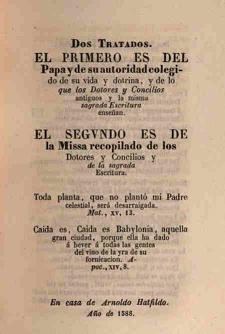 Dos Tratados.
EL PRIMERO ES DEL
Papa y de su autoridad colegi-
do de su vida y dotrina, y de lo
que los Dotores y Concilios
antiguos y la misma
sagrada Escritura
enseñan.
EL SEGVNDO ES DE
la Missa recopilado de los
Dotores y Concilios y
de la sagrada
Escritura.
Toda planta, que no plantó mi Padre
celestial, será desarraigada.
Mat., xv, 13.
Caida es, Caida es Babylonia, aquella
gran ciudad, porque ella ha dado
á bever á todas las gentes
del vino de la yra de su
fornicacion. A-
poc., xiv, 8.
En casa de Arnoldo Hatfildo.
Año de 1588.